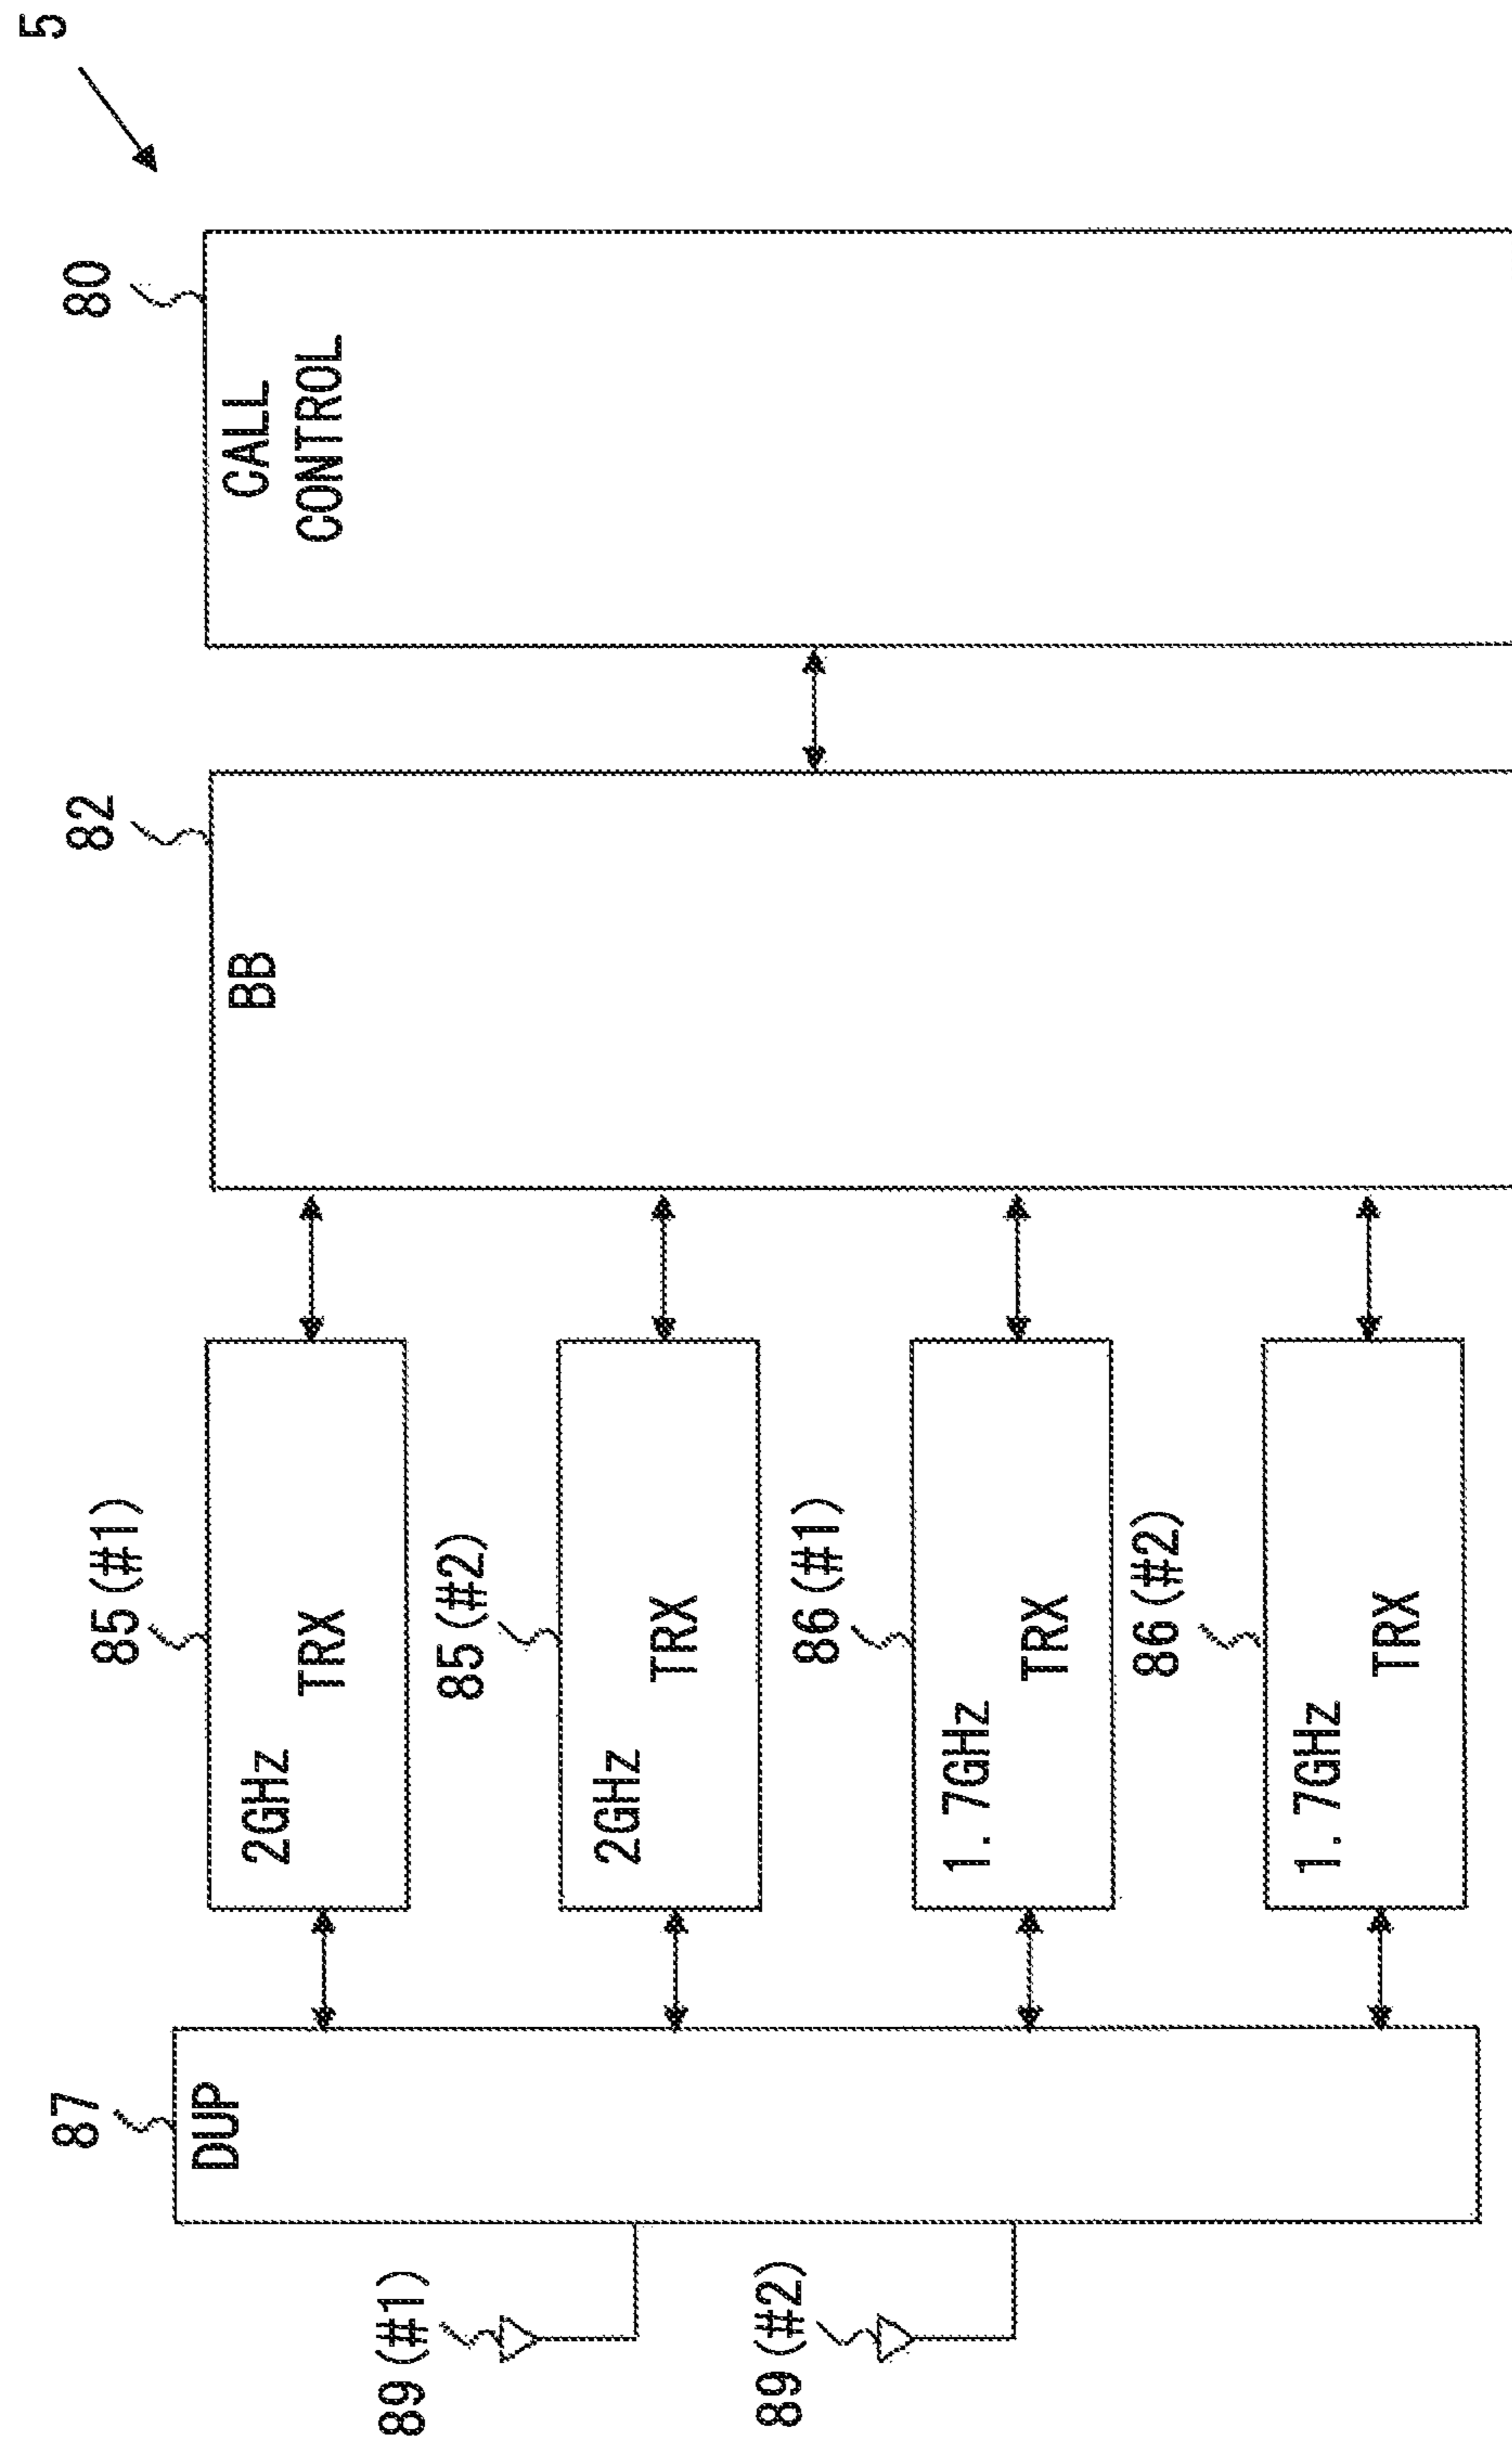 5
80
CALL
CONTROL
82
BB
85 (#1)
2GHz
TRX
85 (#2)
2GHz
TRX
86 (#1)
1.7GHz
TRX
86 (#2)
1.7GHz
TRX
87
DUP
89 (#1)
89 (#2)